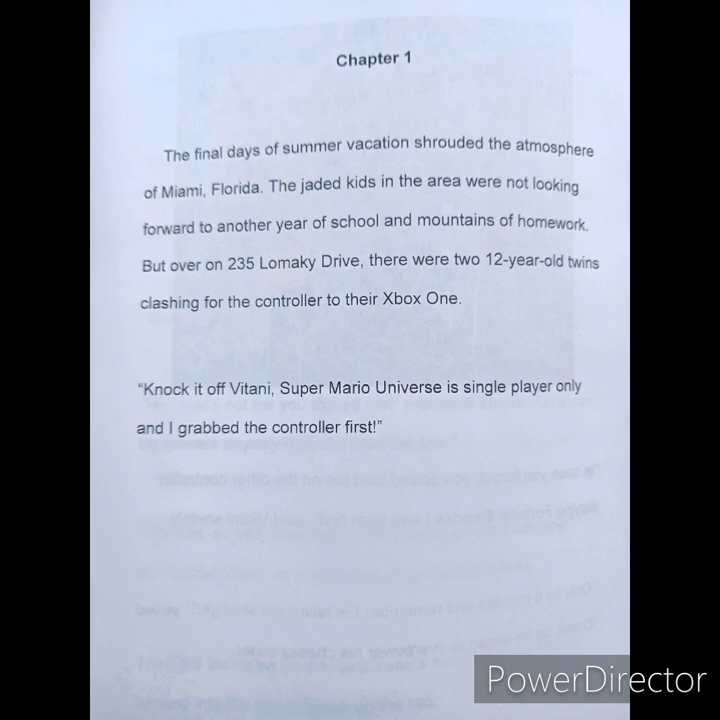 Chapter 1
The final days of summer vacation shrouded the atmosphere
of Miami, Florida. The jaded kids in the area were not looking
forward to another year of school and mountains of homework.
But over on 235 Lomaky Drive, there were two 12-year-old twins
clashing for the controller to their Xbox One.
“Knock it off Vitani, Super Mario Universe is single player only
and I grabbed the controller first!”
PowerDirector